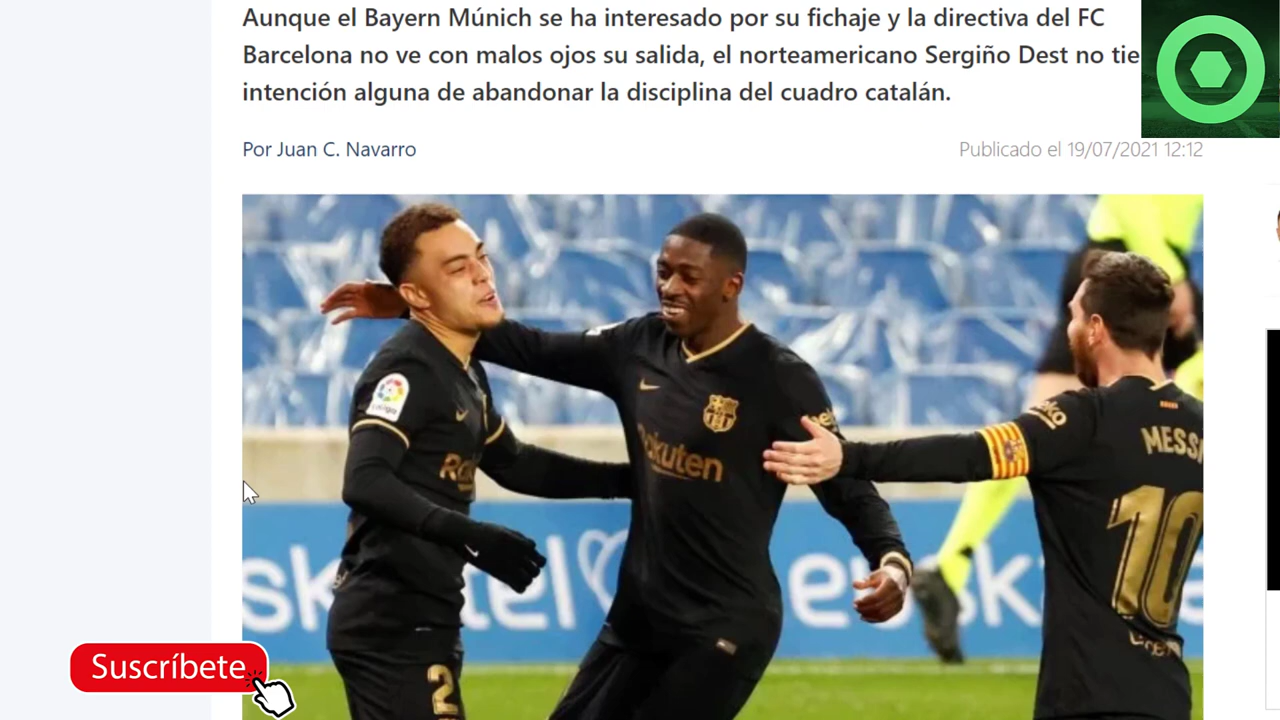 Aunque el Bayern Múnich se ha interesado por su fichaje y la directiva del FC
Barcelona no ve con malos ojos su salida, el norteamericano Sergiño Dest no tie
intención alguna de abandonar la disciplina del cuadro catalán.
Por Juan C. Navarro
Publicado el 19/07/2021 12:12
Rakuten
MESSI
10
2
Suscríbete